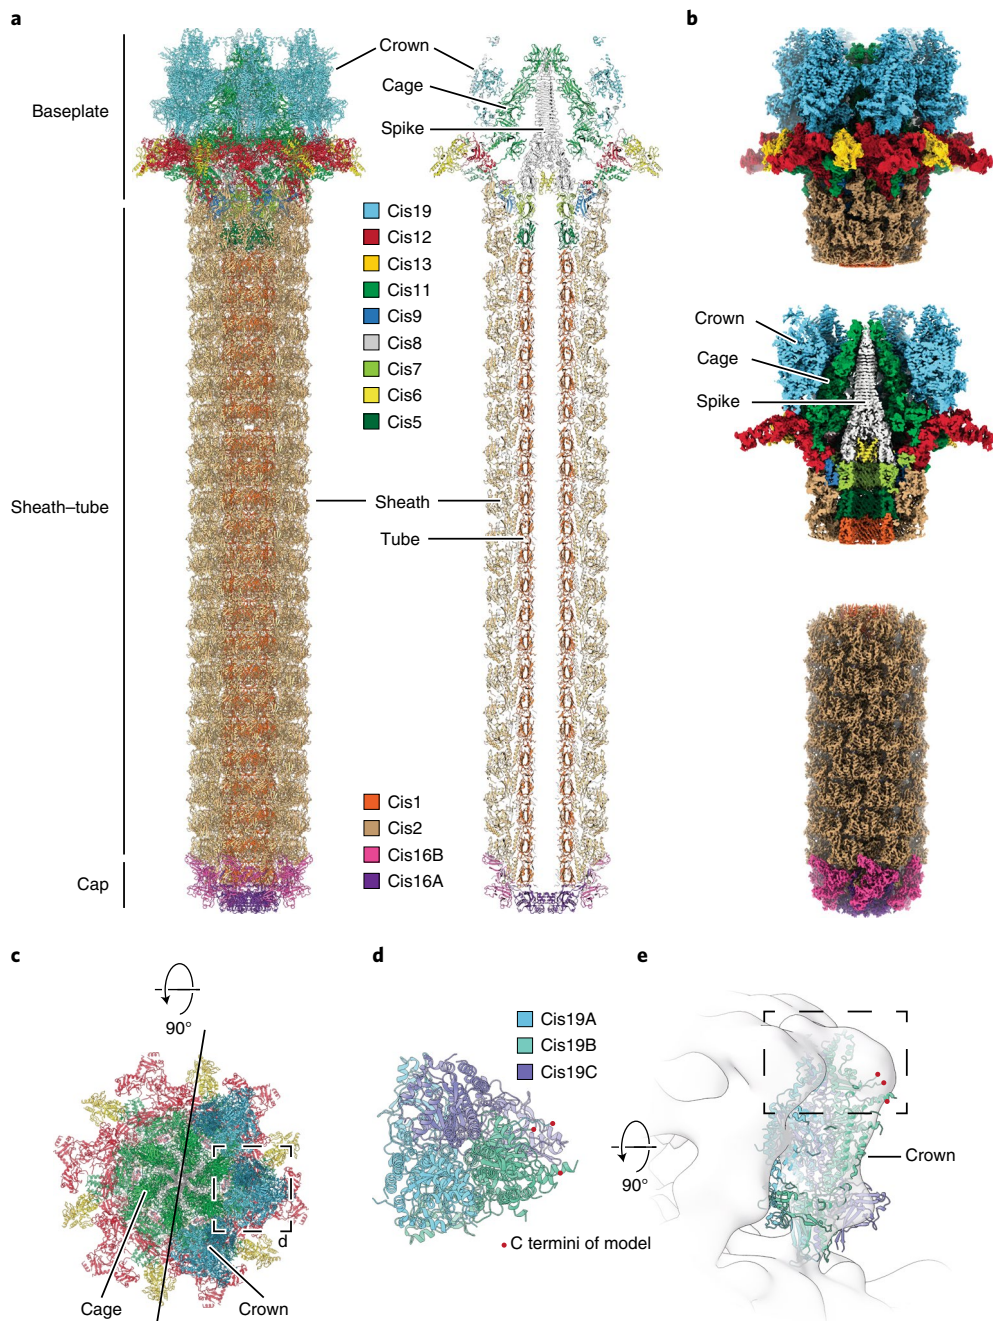 a
b
Crown
Baseplate
Cage
Spike
Cis19
Cis12
Cis13
Cis11
Cis9
Cis8
Cis7
Cis6
Cis5
Crown
Cage
Spike
Sheath–tube
Sheath
Tube
Cis1
Cis2
Cis16B
Cis16A
Cap
c
d
e
90°
Cis19A
Cis19B
Cis19C
Crown
90°
d
C termini of model
Cage
Crown